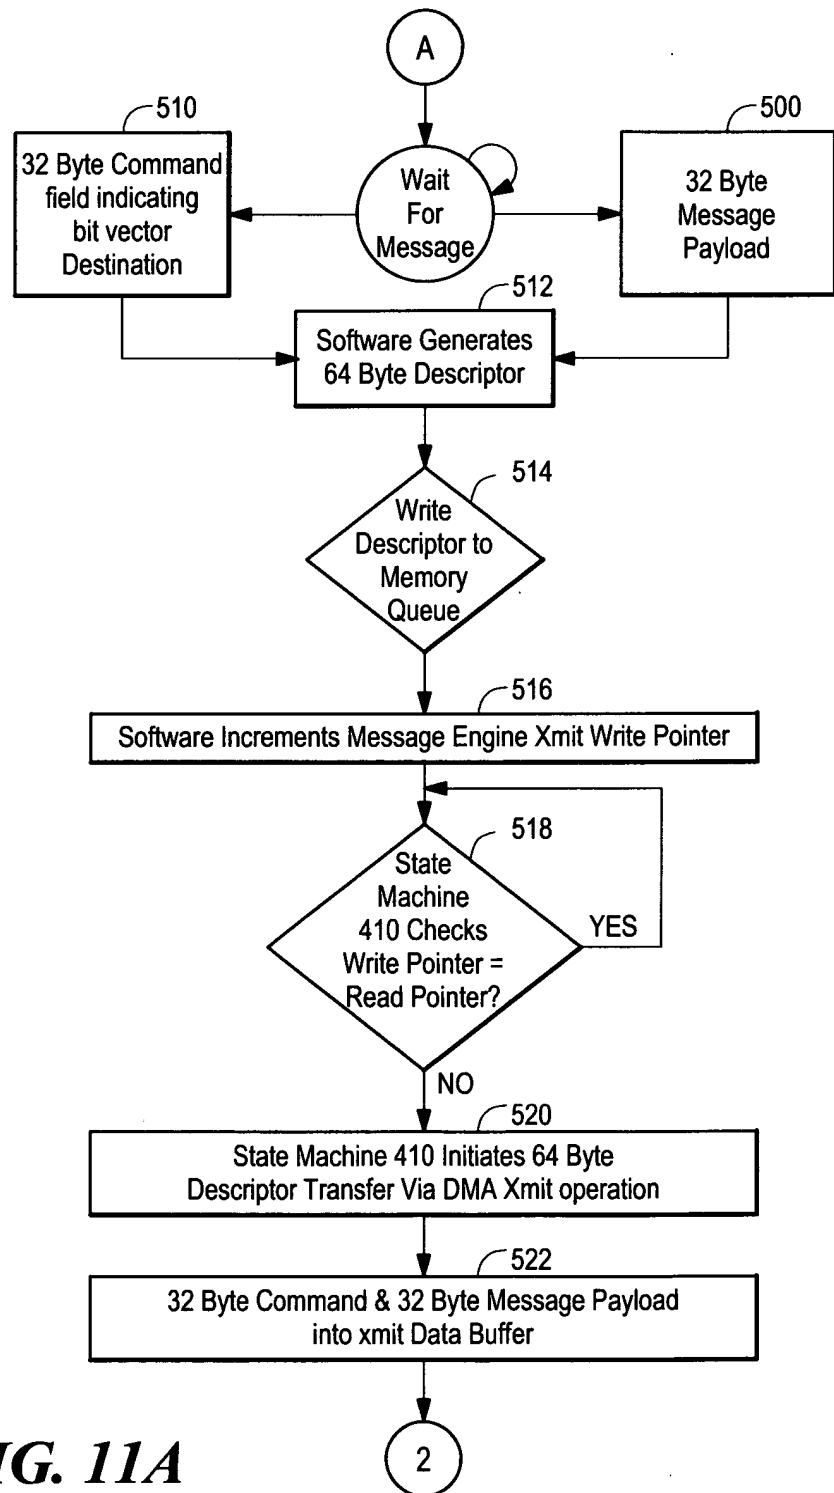 A
510
32 Byte Command
field indicating
bit vector
Destination
Wait
For
Message
500
32 Byte
Message
Payload
512
Software Generates
64 Byte Descriptor
514
Write
Descriptor to
Memory
Queue
516
Software Increments Message Engine Xmit Write Pointer
518
State
Machine
410 Checks
Write Pointer =
Read Pointer?
YES
NO
520
State Machine 410 Initiates 64 Byte
Descriptor Transfer Via DMA Xmit operation
522
32 Byte Command & 32 Byte Message Payload
into xmit Data Buffer
2
IG. 11A